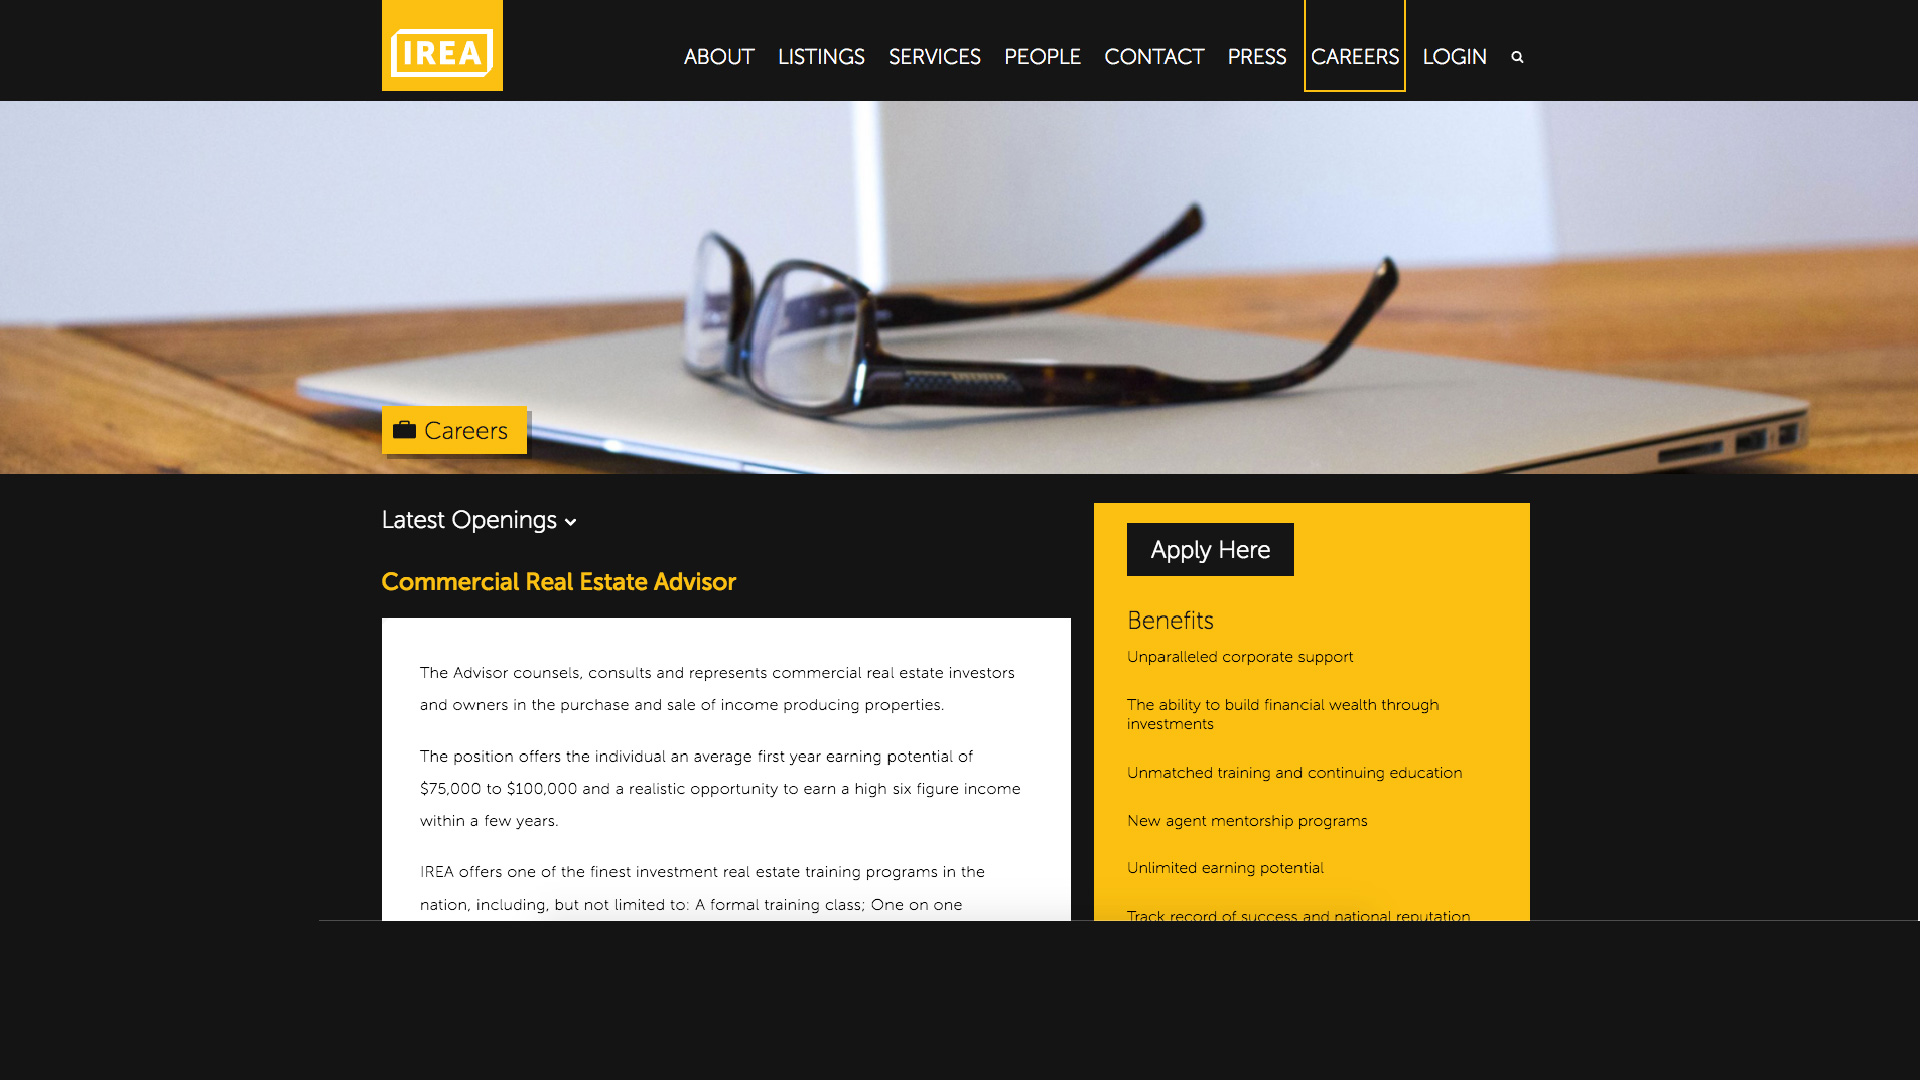 IREA
ABOUT LISTINGS SERVICES PEOPLE CONTACT PRESS CAREERS LOGIN
Careers
Latest Openings
Commercial Real Estate Advisor
The Advisor counsels, consults and represents commercial real estate investors
and owners in the purchase and sale of income producing properties.
The position offers the individual an average first year earning potential of
$75,000 to $100,000 and a realistic opportunity to earn a high six figure income
within a few years.
IREA offers one of the finest investment real estate training programs in the
nation, including, but not limited to: A formal training class; One on one
Apply Here
Benefits
Unparalleled corporate support
The ability to build financial wealth through
investments
Unmatched training and continuing education
New agent mentorship programs
Unlimited earning potential
Track record of success and national reputation